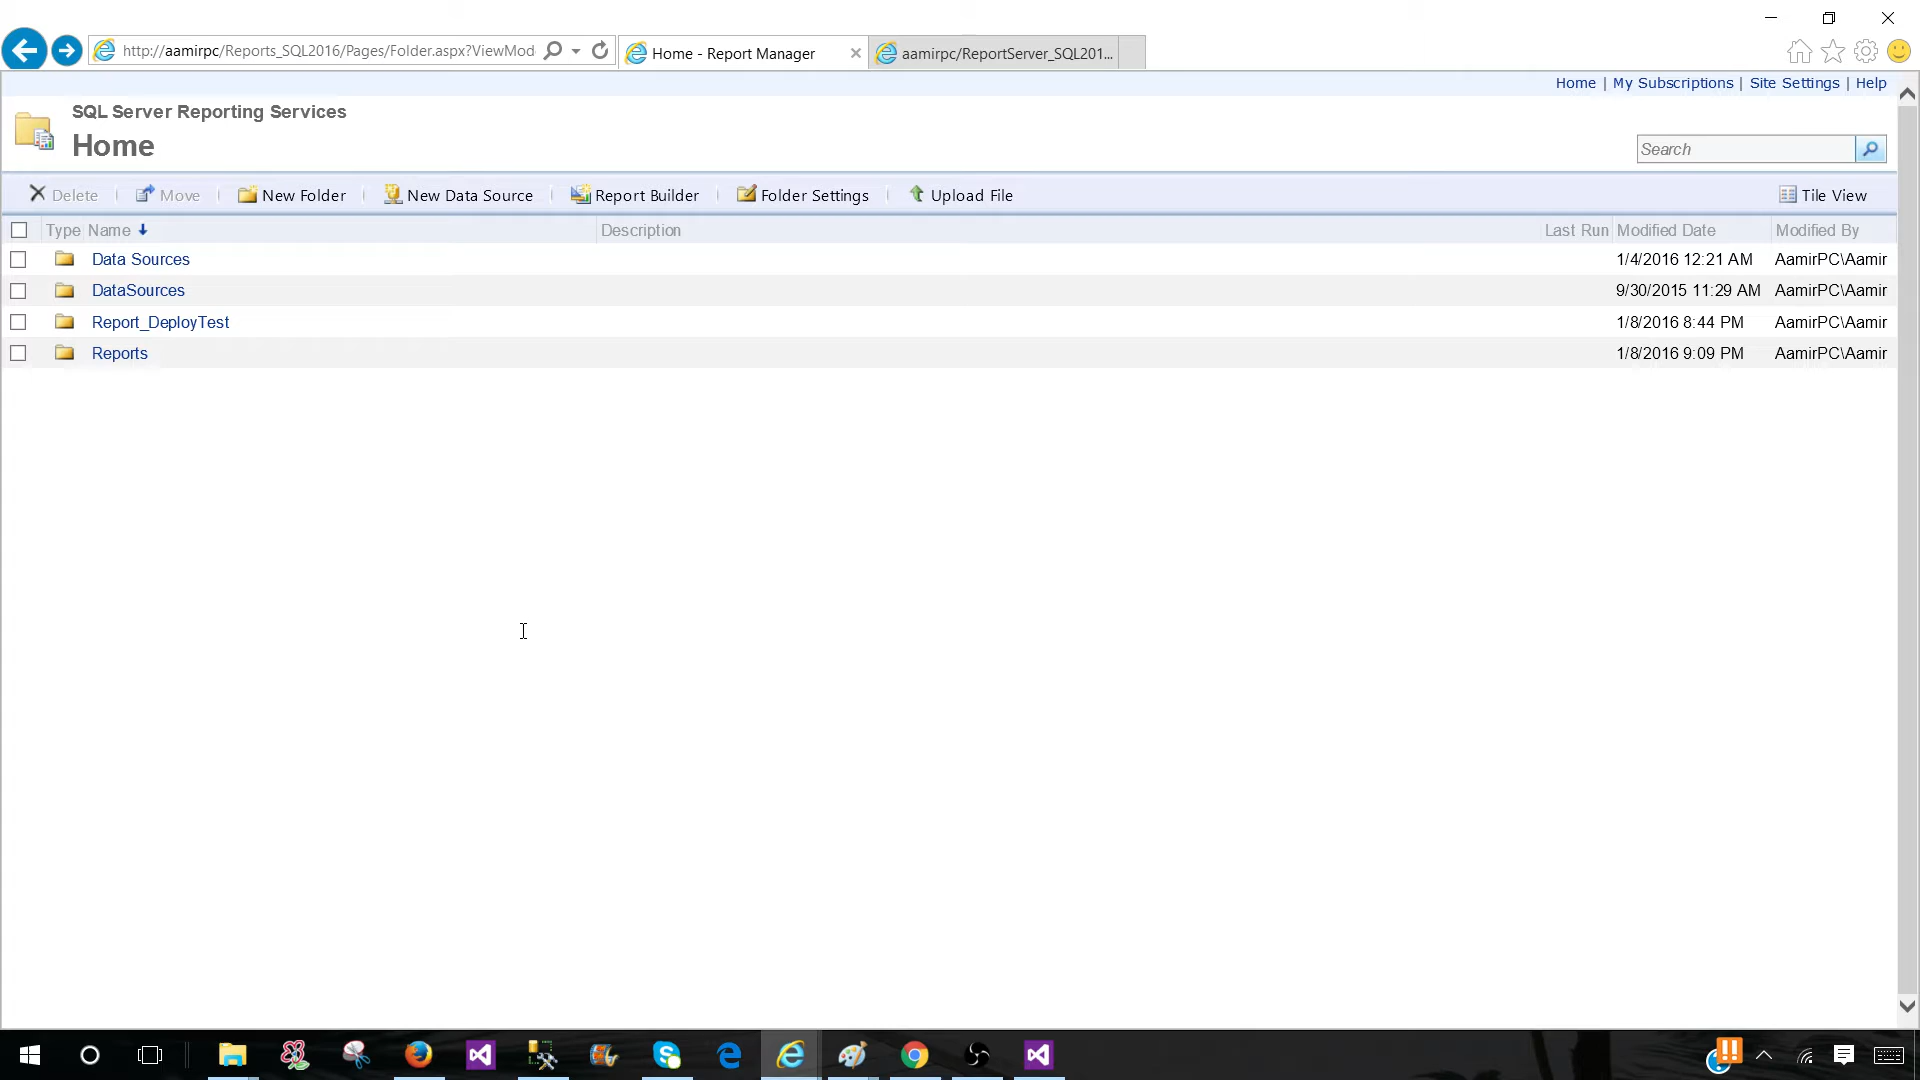 http://aamirpc/Reports_SQL2016/Pages/Folder.aspx?ViewMod
Home - Report Manager
aamirpc/ReportServer_SQL201...
Home | My Subscriptions | Site Settings | Help
SQL Server Reporting Services
Home
Search
Delete | Move | New Folder | New Data Source | Report Builder | Folder Settings | Upload File
Tile View
Type Name Description Last Run Modified Date Modified By
Data Sources 1/4/2016 12:21 AM AamirPC\Aamir
DataSources 9/30/2015 11:29 AM AamirPC\Aamir
Report_DeployTest 1/8/2016 8:44 PM AamirPC\Aamir
Reports 1/8/2016 9:09 PM AamirPC\Aamir